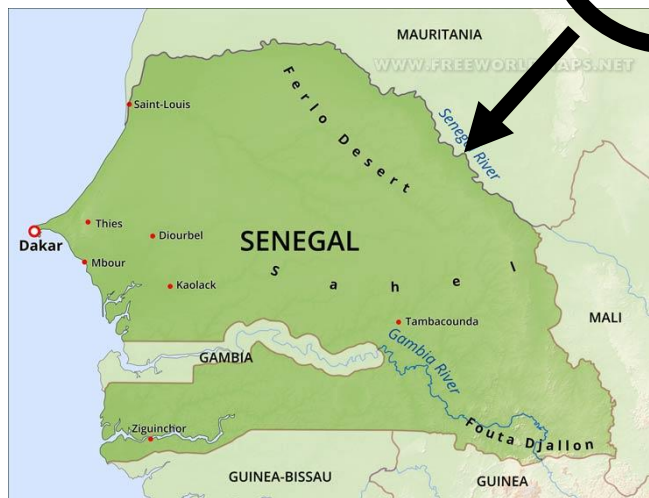 MAURITANIA
WWW.FREEWORLDMAPS.NET
Saint-Louis
Ferlo Desert
Senegal River
Thies
Dakar
Diourbel
SENEGAL
Mbour
Sahel
Kaolack
Tambacounda
MALI
GAMBIA
Gambia River
Ziguinchor
Fouta Djallon
GUINEA-BISSAU
GUINEA